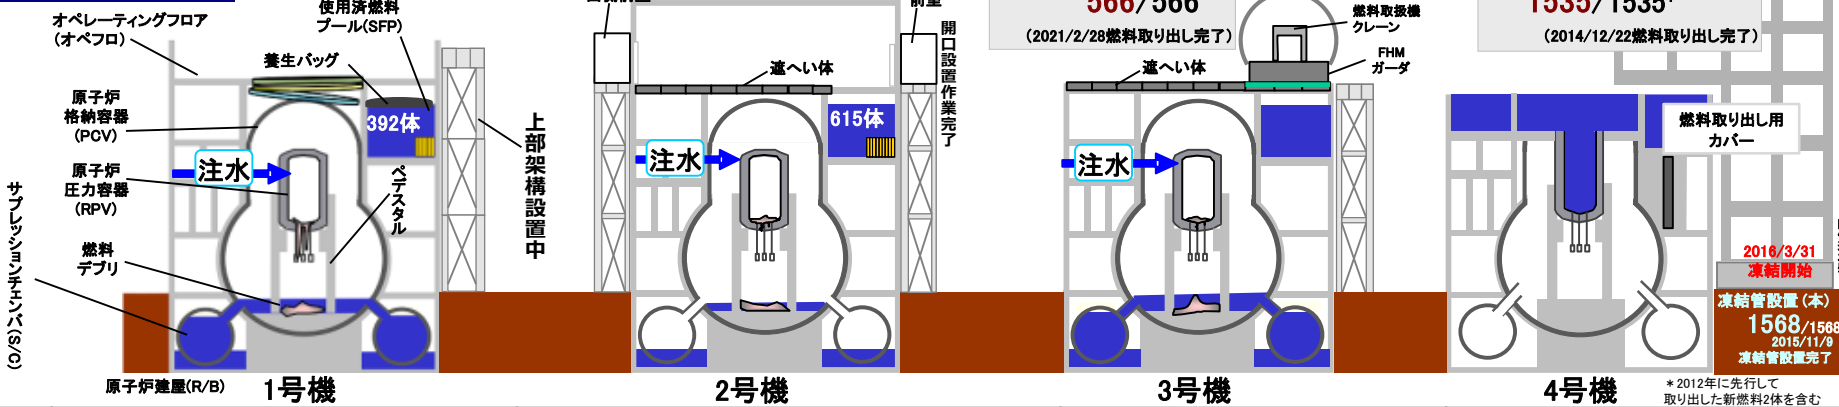 オペレーティングフロア
(オペフロ)
使用済燃料
プール(SFP)
養生バッグ
原子炉
格納容器
(PCV)
392体
注水
原子炉
圧力容器
(RPV)
ペデスタル
燃料
デブリ
サプレッションチェンバ(S/C)
上部架構設置中
原子炉建屋(R/B)
1号機
前室
開口設置作業完了
遮へい体
615体
注水
2号機
566/566
(2021/2/28燃料取り出し完了)
燃料取扱機
クレーン
FHM
ガーダ
遮へい体
注水
3号機
1535/1535*
(2014/12/22燃料取り出し完了)
燃料取り出し用
カバー
2016/3/31
凍結開始
凍結管設置(本)
1568/1568
2015/11/9
凍結管設置完了
4号機
*2012年に先行して
取り出した新燃料2体を含む